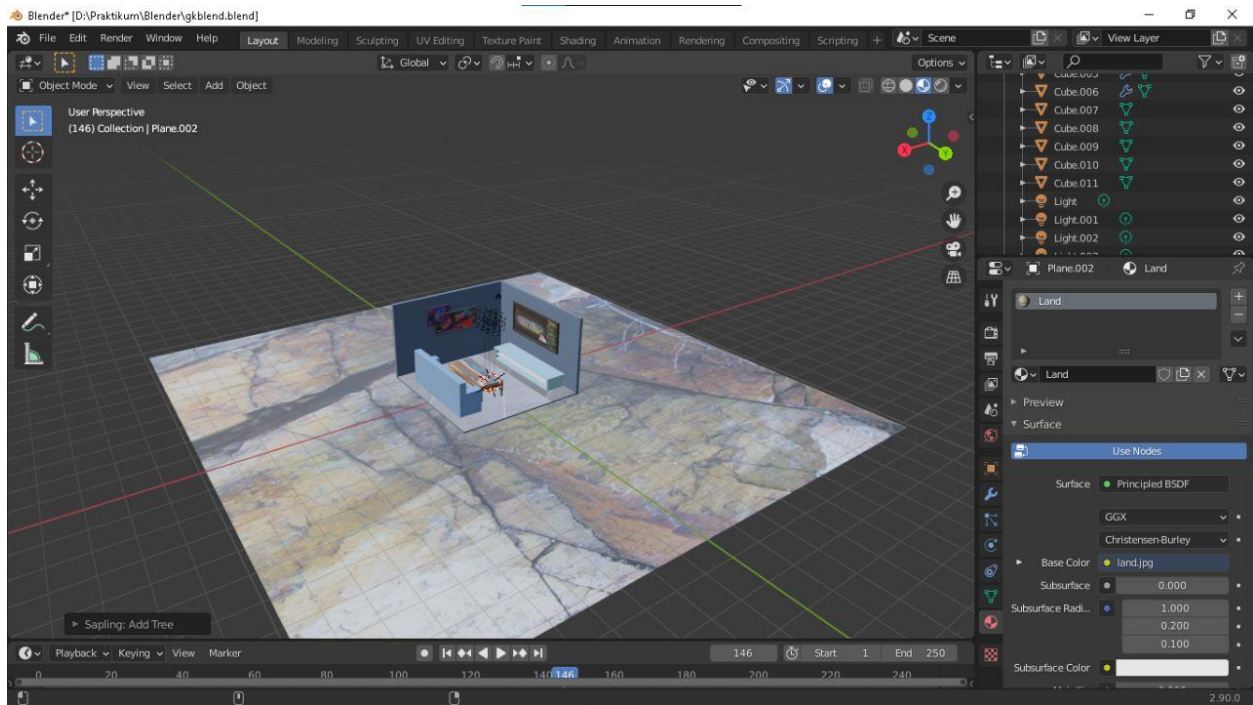 Blender* [D:\Praktikum\Blender\gkblend.blend]
File Edit Render Window Help Layout Modeling Sculpting UV Editing Texture Paint Shading Animation Rendering Compositing Scripting + Scene View Layer
Global Options
Object Mode View Select Add Object
User Perspective
(146) Collection | Plane.002
X
Y
Z
Cube.005
Cube.006
Cube.007
Cube.008
Cube.009
Cube.010
Cube.011
Light
Light.001
Light.002
Plane.002 Land
Land
Land
Preview
Surface
Use Nodes
Surface Principled BSDF
GGX
Christensen-Burley
Base Color land.jpg
Subsurface 0.000
Subsurface Radi... 1.000
0.200
0.100
Subsurface Color
Sapling: Add Tree
Playback Keying View Marker 146 Start 1 End 250
0 20 40 60 80 100 120 140 146 160 180 200 220 240
2.90.0